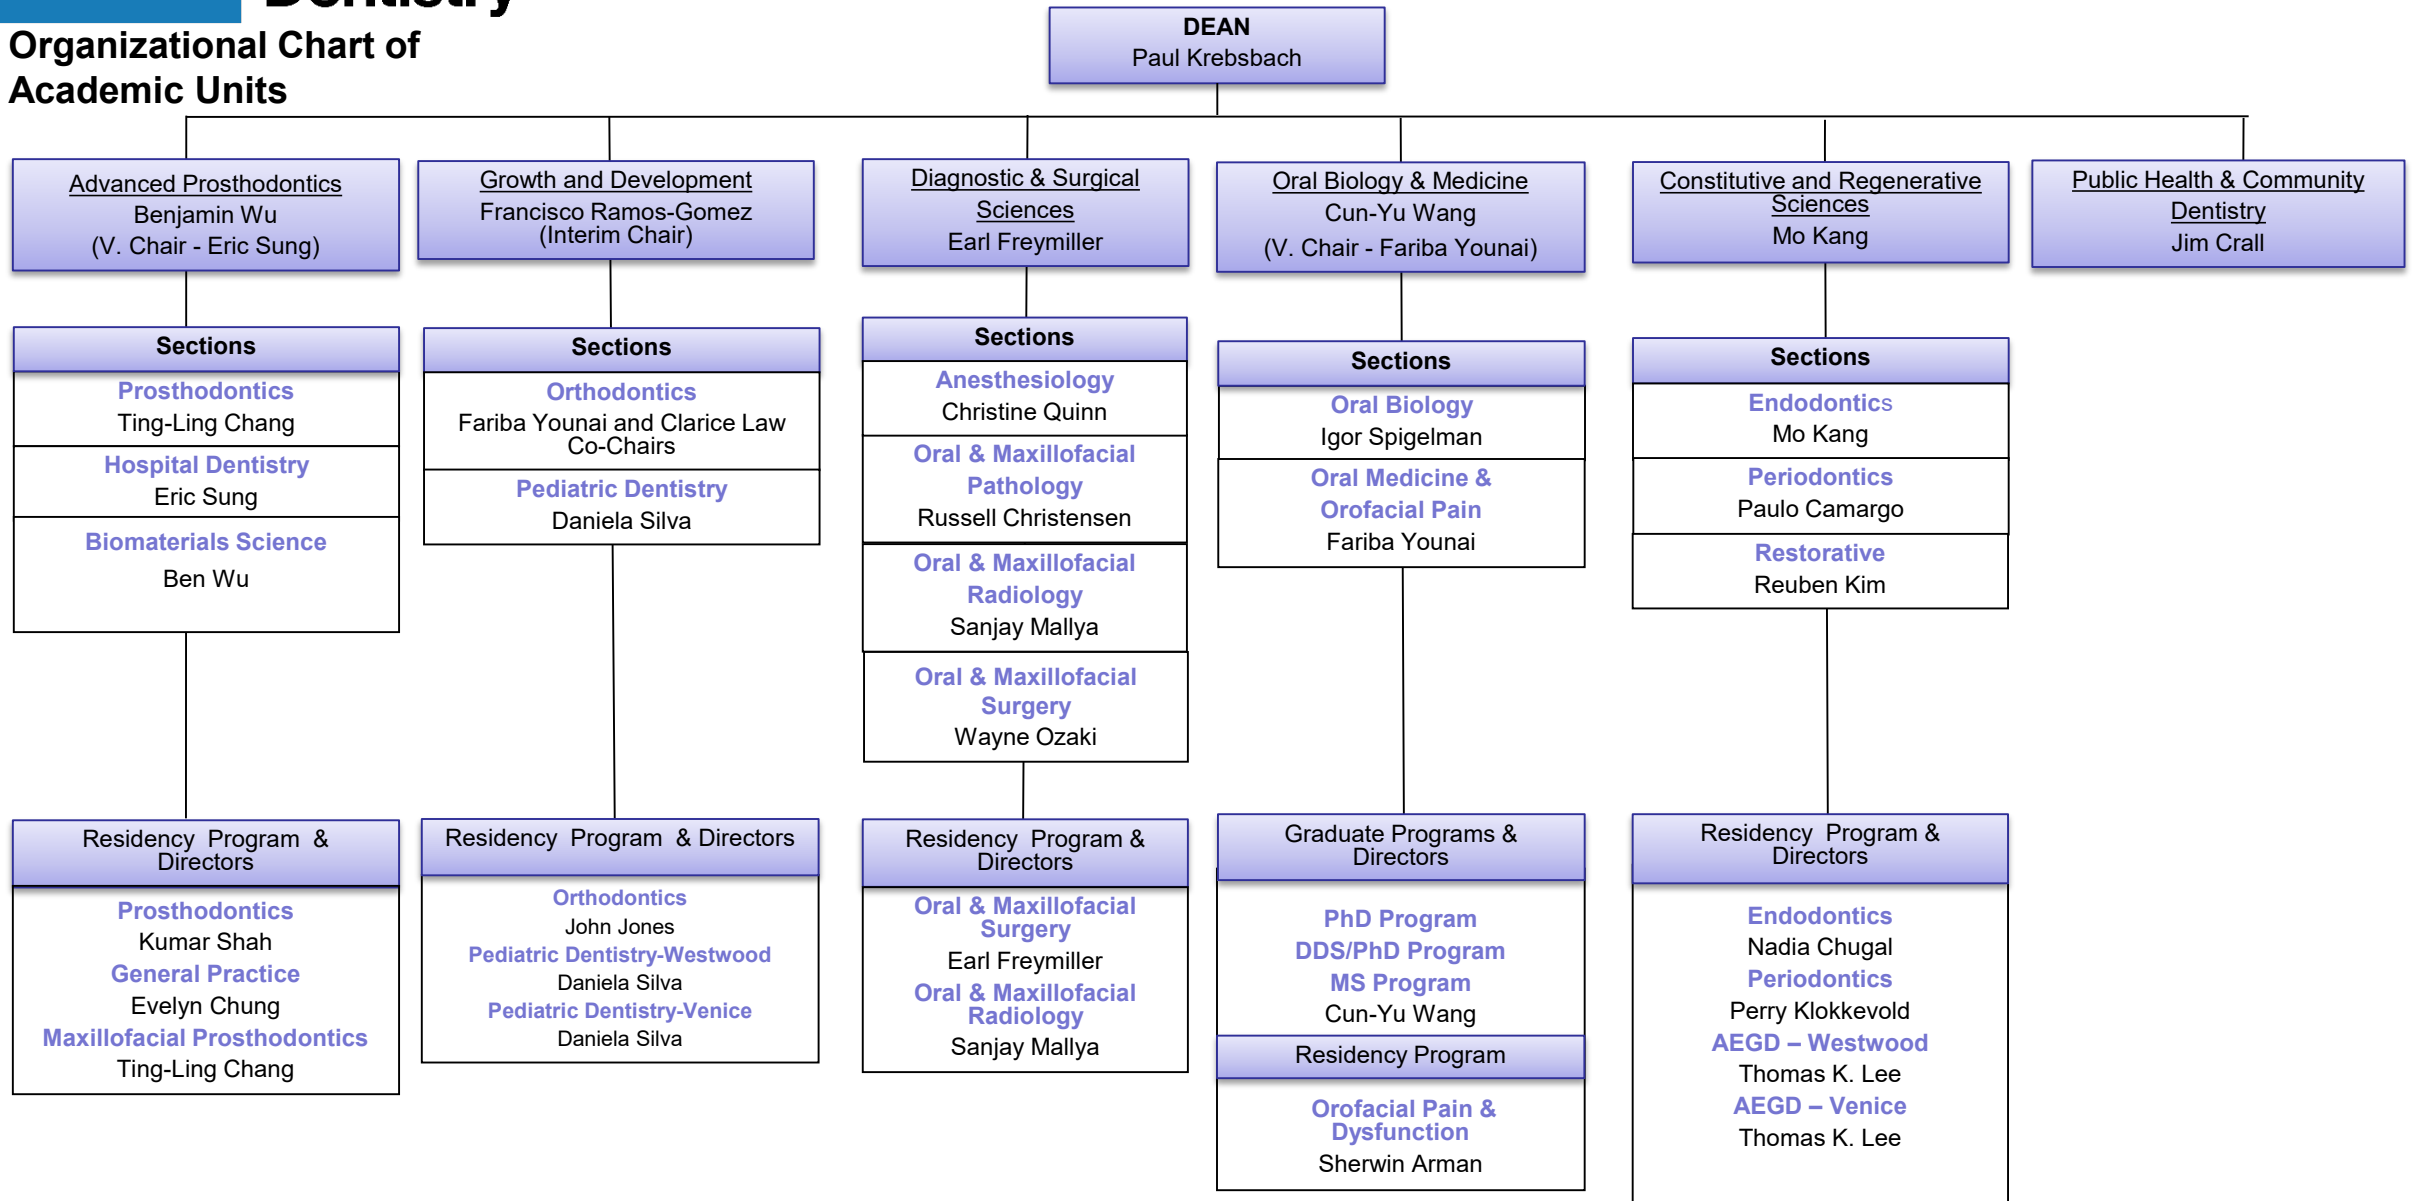 Dentistry
Organizational Chart of
Academic Units
DEAN
Paul Krebsbach
Advanced Prosthodontics
Benjamin Wu
(V. Chair - Eric Sung)
Growth and Development
Francisco Ramos-Gomez
(Interim Chair)
Diagnostic & Surgical
Sciences
Earl Freymiller
Oral Biology & Medicine
Cun-Yu Wang
(V. Chair - Fariba Younai)
Constitutive and Regenerative
Sciences
Mo Kang
Public Health & Community
Dentistry
Jim Crall
Sections
Prosthodontics
Ting-Ling Chang
Hospital Dentistry
Eric Sung
Biomaterials Science
Ben Wu
Sections
Orthodontics
Fariba Younai and Clarice Law
Co-Chairs
Pediatric Dentistry
Daniela Silva
Sections
Anesthesiology
Christine Quinn
Oral & Maxillofacial
Pathology
Russell Christensen
Oral & Maxillofacial
Radiology
Sanjay Mallya
Oral & Maxillofacial
Surgery
Wayne Ozaki
Sections
Oral Biology
Igor Spigelman
Oral Medicine &
Orofacial Pain
Fariba Younai
Sections
Endodontics
Mo Kang
Periodontics
Paulo Camargo
Restorative
Reuben Kim
Residency Program &
Directors
Prosthodontics
Kumar Shah
General Practice
Evelyn Chung
Maxillofacial Prosthodontics
Ting-Ling Chang
Residency Program & Directors
Orthodontics
John Jones
Pediatric Dentistry-Westwood
Daniela Silva
Pediatric Dentistry-Venice
Daniela Silva
Residency Program &
Directors
Oral & Maxillofacial
Surgery
Earl Freymiller
Oral & Maxillofacial
Radiology
Sanjay Mallya
Graduate Programs &
Directors
PhD Program
DDS/PhD Program
MS Program
Cun-Yu Wang
Residency Program
Orofacial Pain &
Dysfunction
Sherwin Arman
Residency Program &
Directors
Endodontics
Nadia Chugal
Periodontics
Perry Klokkevold
AEGD – Westwood
Thomas K. Lee
AEGD – Venice
Thomas K. Lee